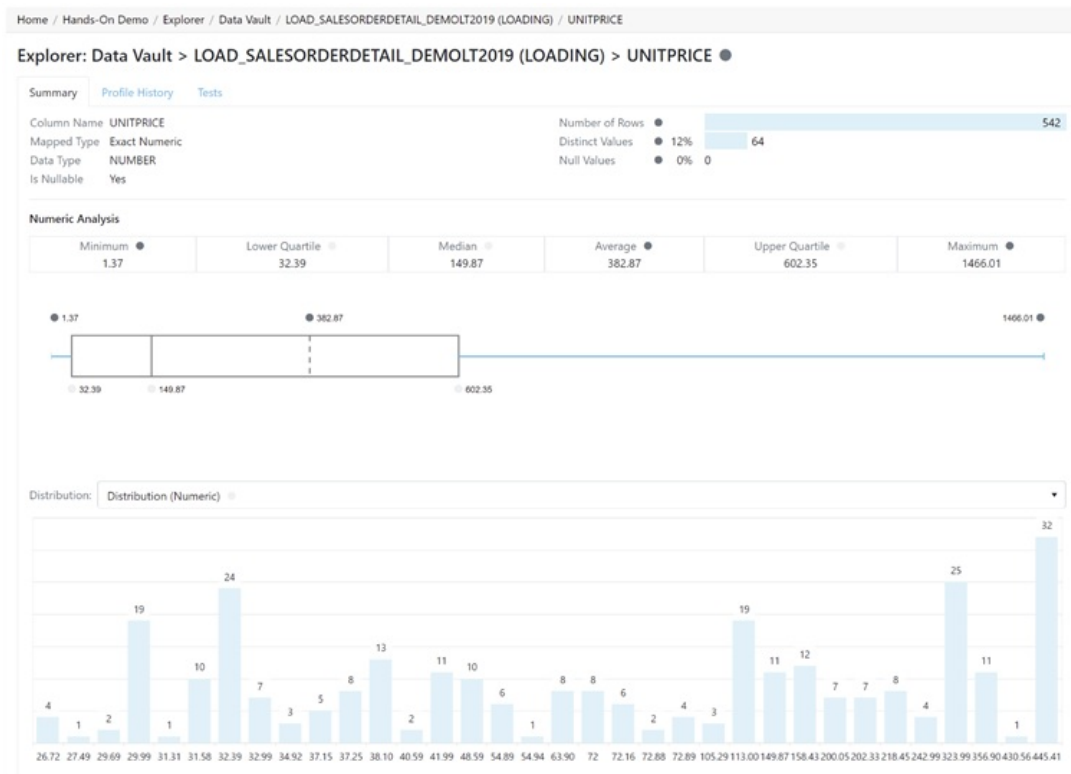 Home / Hands-On Demo / Explorer / Data Vault / LOAD_SALESORDERDETAIL_DEMOLT2019 (LOADING) / UNITPRICE
Explorer: Data Vault > LOAD_SALESORDERDETAIL_DEMOLT2019 (LOADING) > UNITPRICE
Summary Profile History Tests
Column Name UNITPRICE Number of Rows 542
Mapped Type Exact Numeric Distinct Values 12% 64
Data Type NUMBER Null Values 0% 0
Is Nullable Yes
Numeric Analysis
Minimum Lower Quartile Median Average Upper Quartile Maximum
1.37 32.39 149.87 382.87 602.35 1466.01
1.37 382.87 1466.01
32.39 149.87 602.35
Distribution: Distribution (Numeric)
4 1 2 19 1 10 24 7 3 5 8 13 2 11 10 6 1 8 8 6 2 4 3 19 11 12 7 7 8 4 25 11 1 32
26.72 27.49 29.69 29.99 31.31 31.58 32.39 32.99 34.92 37.15 37.25 38.10 40.59 41.99 48.59 54.89 54.94 63.90 72 72.16 72.88 72.89 105.29 113.00 149.87 158.43 200.05 202.33 218.45 242.99 323.99 356.90 430.56 445.41